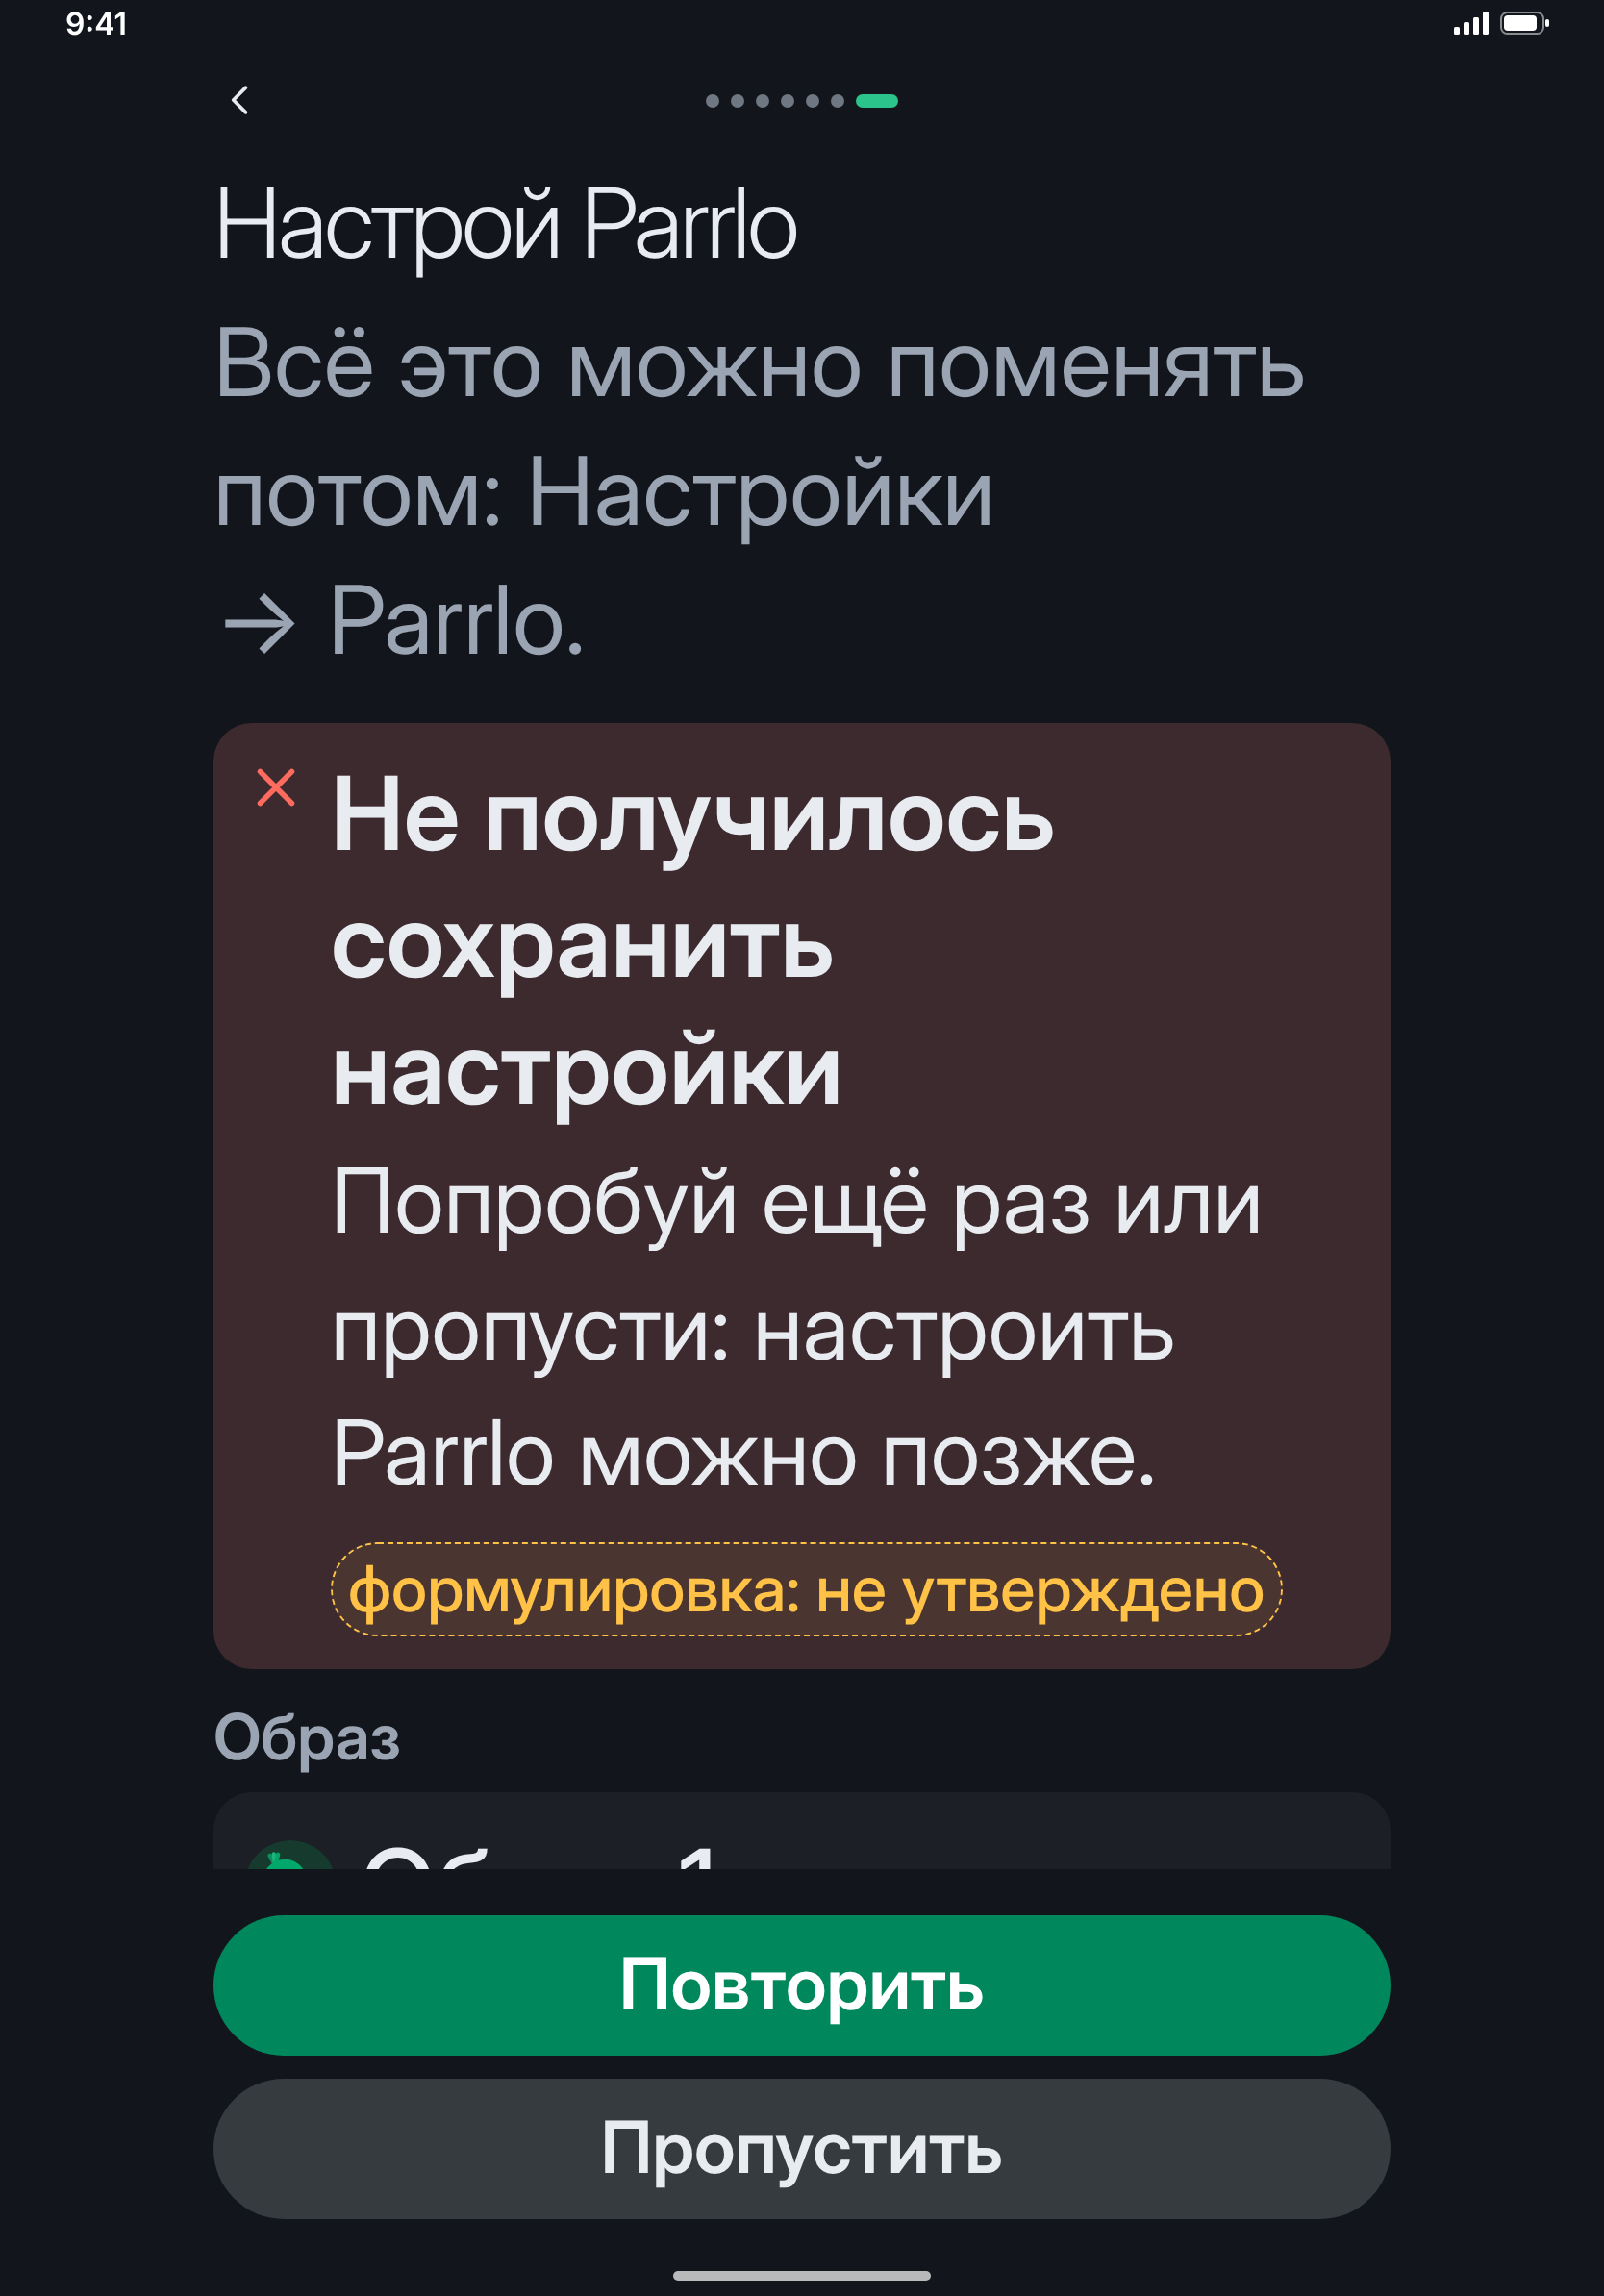 9:41
Настрой Parrlo
Всё это можно поменять
потом: Настройки
→ Parrlo.
Не получилось
сохранить
настройки
Попробуй ещё раз или
пропусти: настроить
Parrlo можно позже.
формулировка: не утверждено
Образ
Повторить
Пропустить